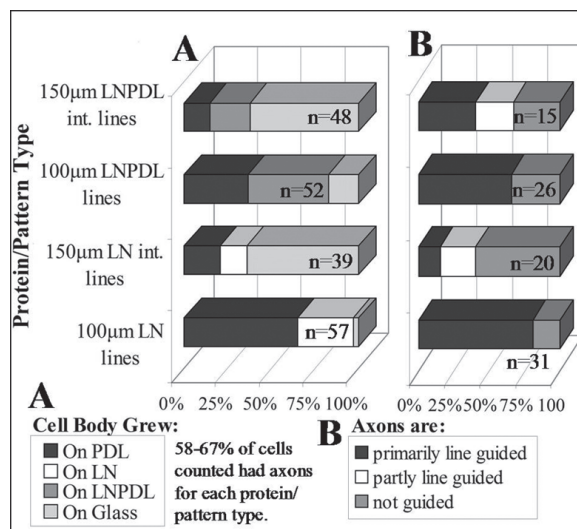 A
B
Protein/Pattern Type
150µm LNPDL
int. lines
n=48
n=15
100µm LNPDL
lines
n=52
n=26
150µm LN int.
lines
n=39
n=20
100µm LN
lines
n=57
n=31
0% 25% 50% 75% 100%
0% 25% 50% 75% 100
A
Cell Body Grew:
On PDL
On LN
On LNPDL
On Glass
58-67% of cells
counted had axons
for each protein/
pattern type.
B
Axons are:
primarily line guided
partly line guided
not guided